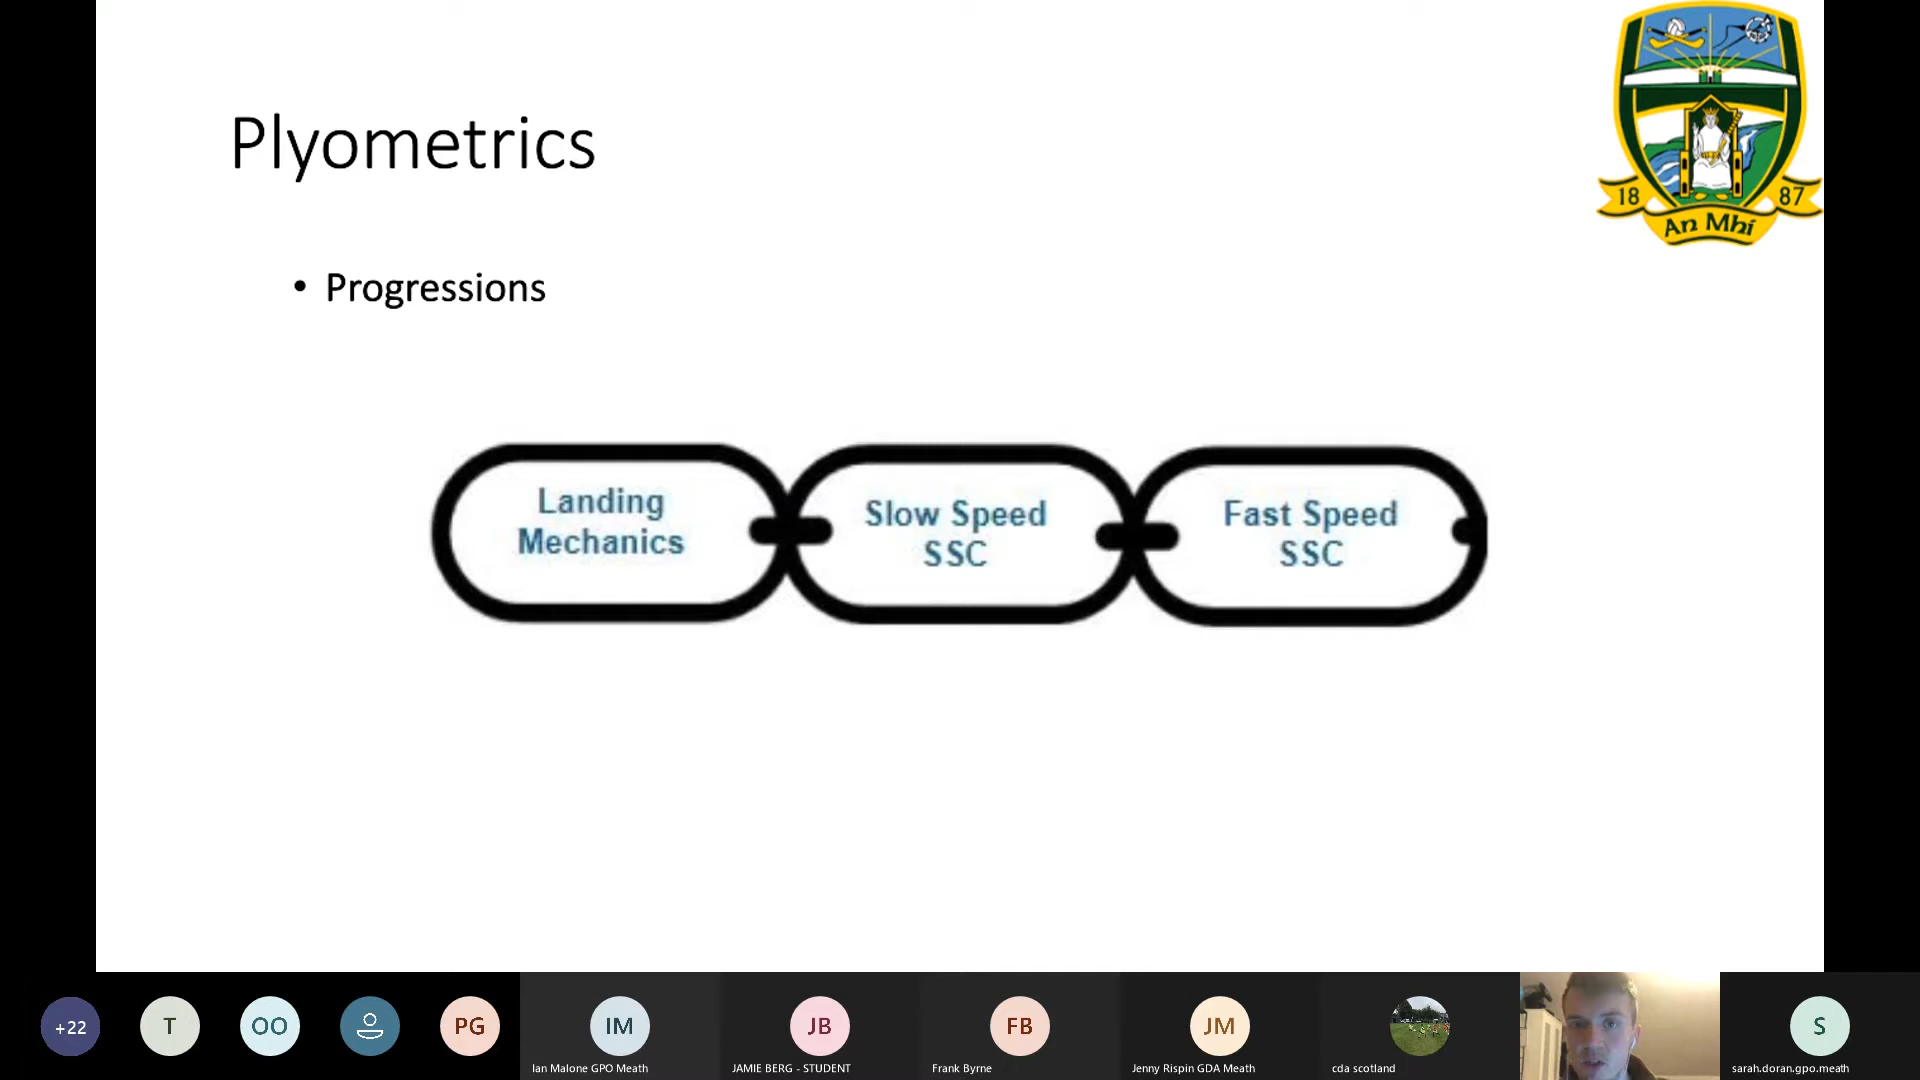 Plyometrics
• Progressions
Landing
Mechanics
Slow Speed
SSC
Fast Speed
SSC
18
87
An Mhí
+22
T
OO
PG
IM
JB
FB
JM
S
Ian Malone GPO Meath
JAMIE BERG - STUDENT
Frank Byrne
Jenny Rispin GDA Meath
cda scotland
sarah.doran.gpo.meath